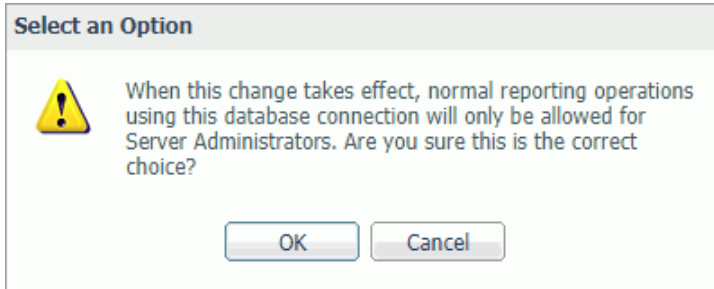 Select an Option
When this change takes effect, normal reporting operations
using this database connection will only be allowed for
Server Administrators. Are you sure this is the correct
choice?
OK
Cancel